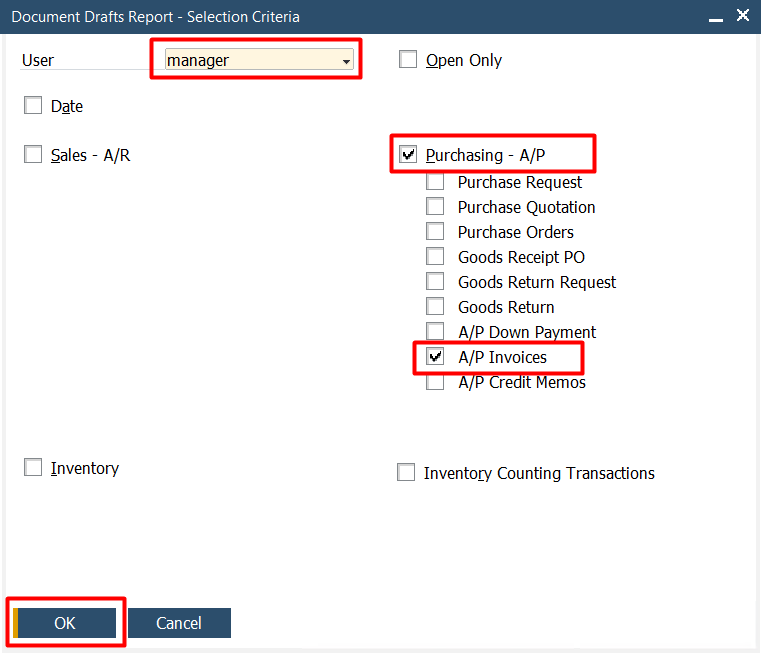 Document Drafts Report - Selection Criteria
User
manager
Open Only
Date
Sales - A/R
Purchasing - A/P
Purchase Request
Purchase Quotation
Purchase Orders
Goods Receipt PO
Goods Return Request
Goods Return
A/P Down Payment
A/P Invoices
A/P Credit Memos
Inventory
Inventory Counting Transactions
OK
Cancel